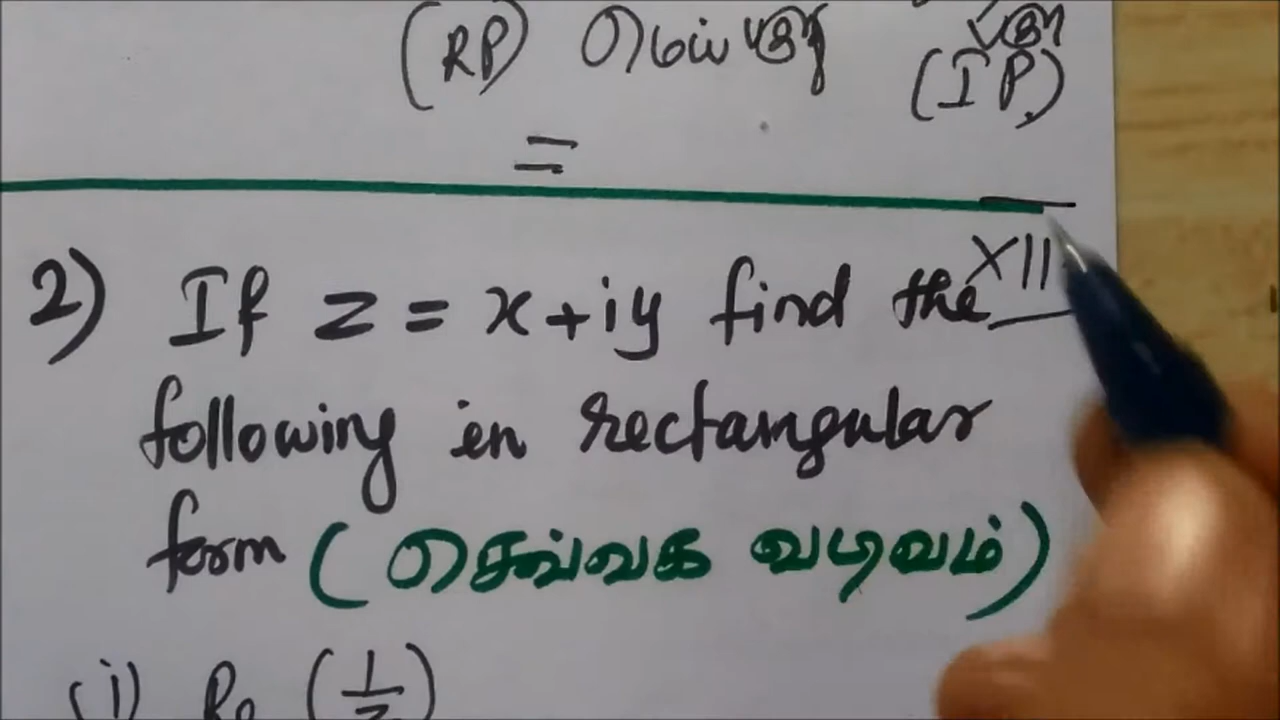 (RP) மெய் பகுதி
(IP)
=
2) If z = x+iy find the XII
following in rectangular
form (செவ்வக வடிவம்)
(i) Re (1/z)